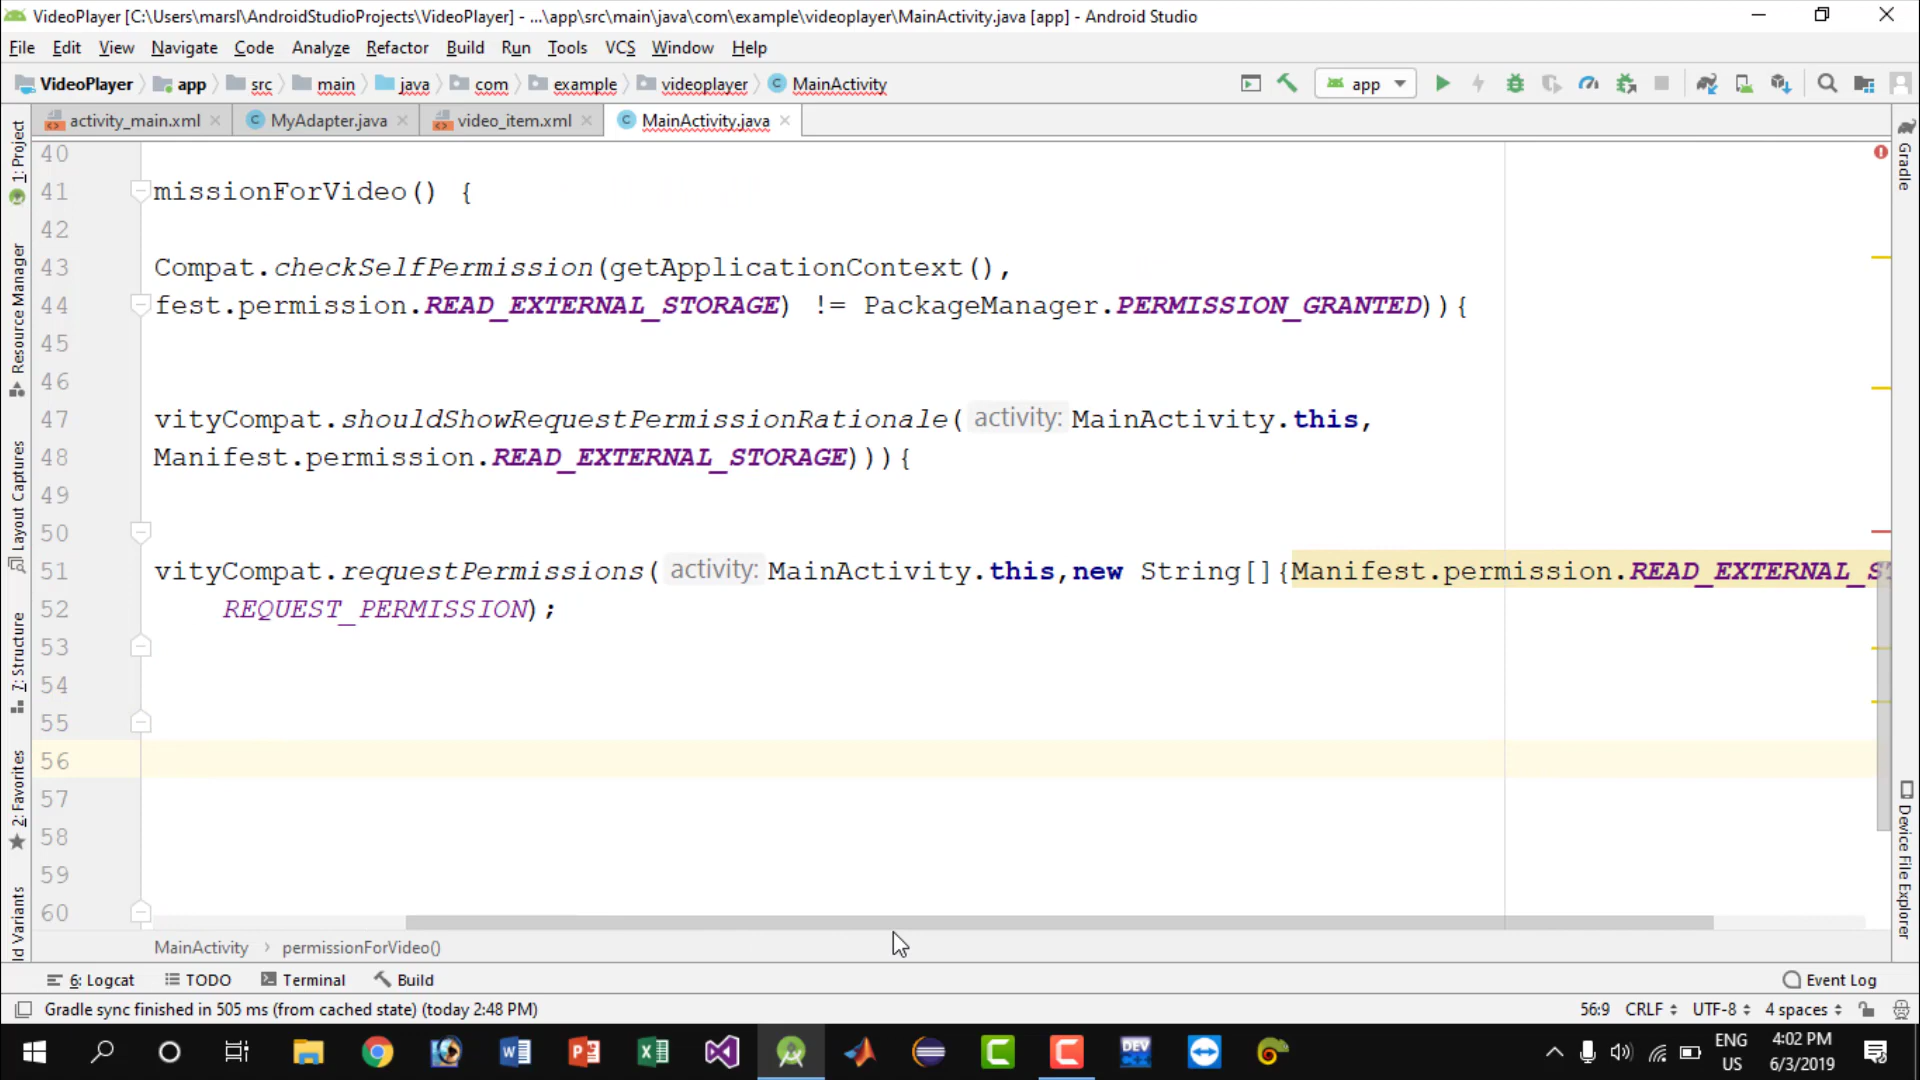 VideoPlayer [C:\Users\marsl\AndroidStudioProjects\VideoPlayer] - ...\app\src\main\java\com\example\videoplayer\MainActivity.java [app] - Android Studio
File Edit View Navigate Code Analyze Refactor Build Run Tools VCS Window Help
VideoPlayer app src main java com example videoplayer MainActivity app
activity_main.xml MyAdapter.java video_item.xml MainActivity.java
1: Project
Resource Manager
Layout Captures
7: Structure
2: Favorites
ld Variants
40
41 missionForVideo() {
42
43 Compat.checkSelfPermission(getApplicationContext(),
44 fest.permission.READ_EXTERNAL_STORAGE) != PackageManager.PERMISSION_GRANTED)){
45
46
47 vityCompat.shouldShowRequestPermissionRationale( activity: MainActivity.this,
48 Manifest.permission.READ_EXTERNAL_STORAGE))){
49
50
51 vityCompat.requestPermissions( activity: MainActivity.this,new String[]{Manifest.permission.READ_EXTERNAL_S
52 REQUEST_PERMISSION);
53
54
55
56
57
58
59
60
Gradle
Device File Explorer
MainActivity › permissionForVideo()
6: Logcat TODO Terminal Build Event Log
Gradle sync finished in 505 ms (from cached state) (today 2:48 PM) 56:9 CRLF UTF-8 4 spaces
DEV
ENG
US
4:02 PM
6/3/2019